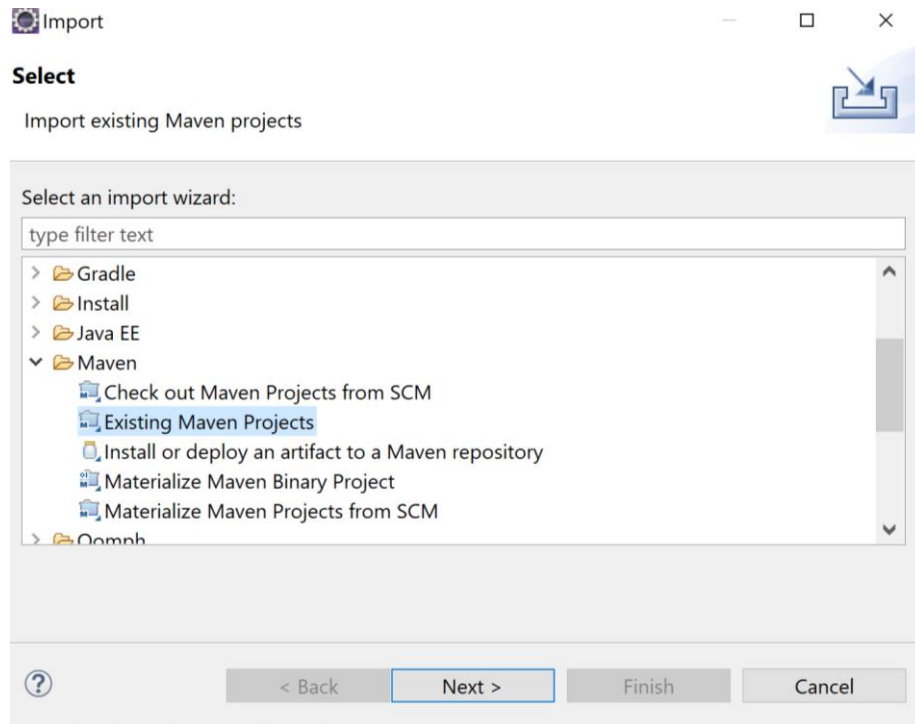 Import
Select
Import existing Maven projects
Select an import wizard:
type filter text
Gradle
Install
Java EE
Maven
Check out Maven Projects from SCM
Existing Maven Projects
Install or deploy an artifact to a Maven repository
Materialize Maven Binary Project
Materialize Maven Projects from SCM
Oomph
< Back Next > Finish Cancel